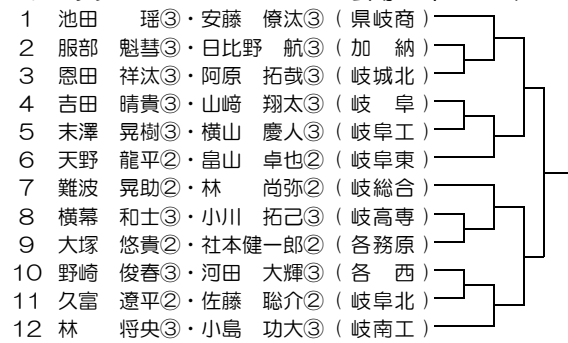 1 池田 瑶③・安藤 僚汰③ ( 県岐商 )
2 服部 魁彗③・日比野 航③ ( 加 納 )
3 恩田 祥汰③・阿原 拓哉③ ( 岐城北 )
4 吉田 晴貴③・山﨑 翔太③ ( 岐 阜 )
5 末澤 晃樹③・横山 慶人③ ( 岐阜工 )
6 天野 龍平②・畠山 卓也② ( 岐阜東 )
7 難波 晃助②・林 尚弥② ( 岐総合 )
8 横幕 和士③・小川 拓己③ ( 岐高専 )
9 大塚 悠貴②・社本健一郎② ( 各務原 )
10 野崎 俊春③・河田 大輝③ ( 各 西 )
11 久富 遼平②・佐藤 聡介② ( 岐阜北 )
12 林 将央③・小島 功大③ ( 岐南工 )